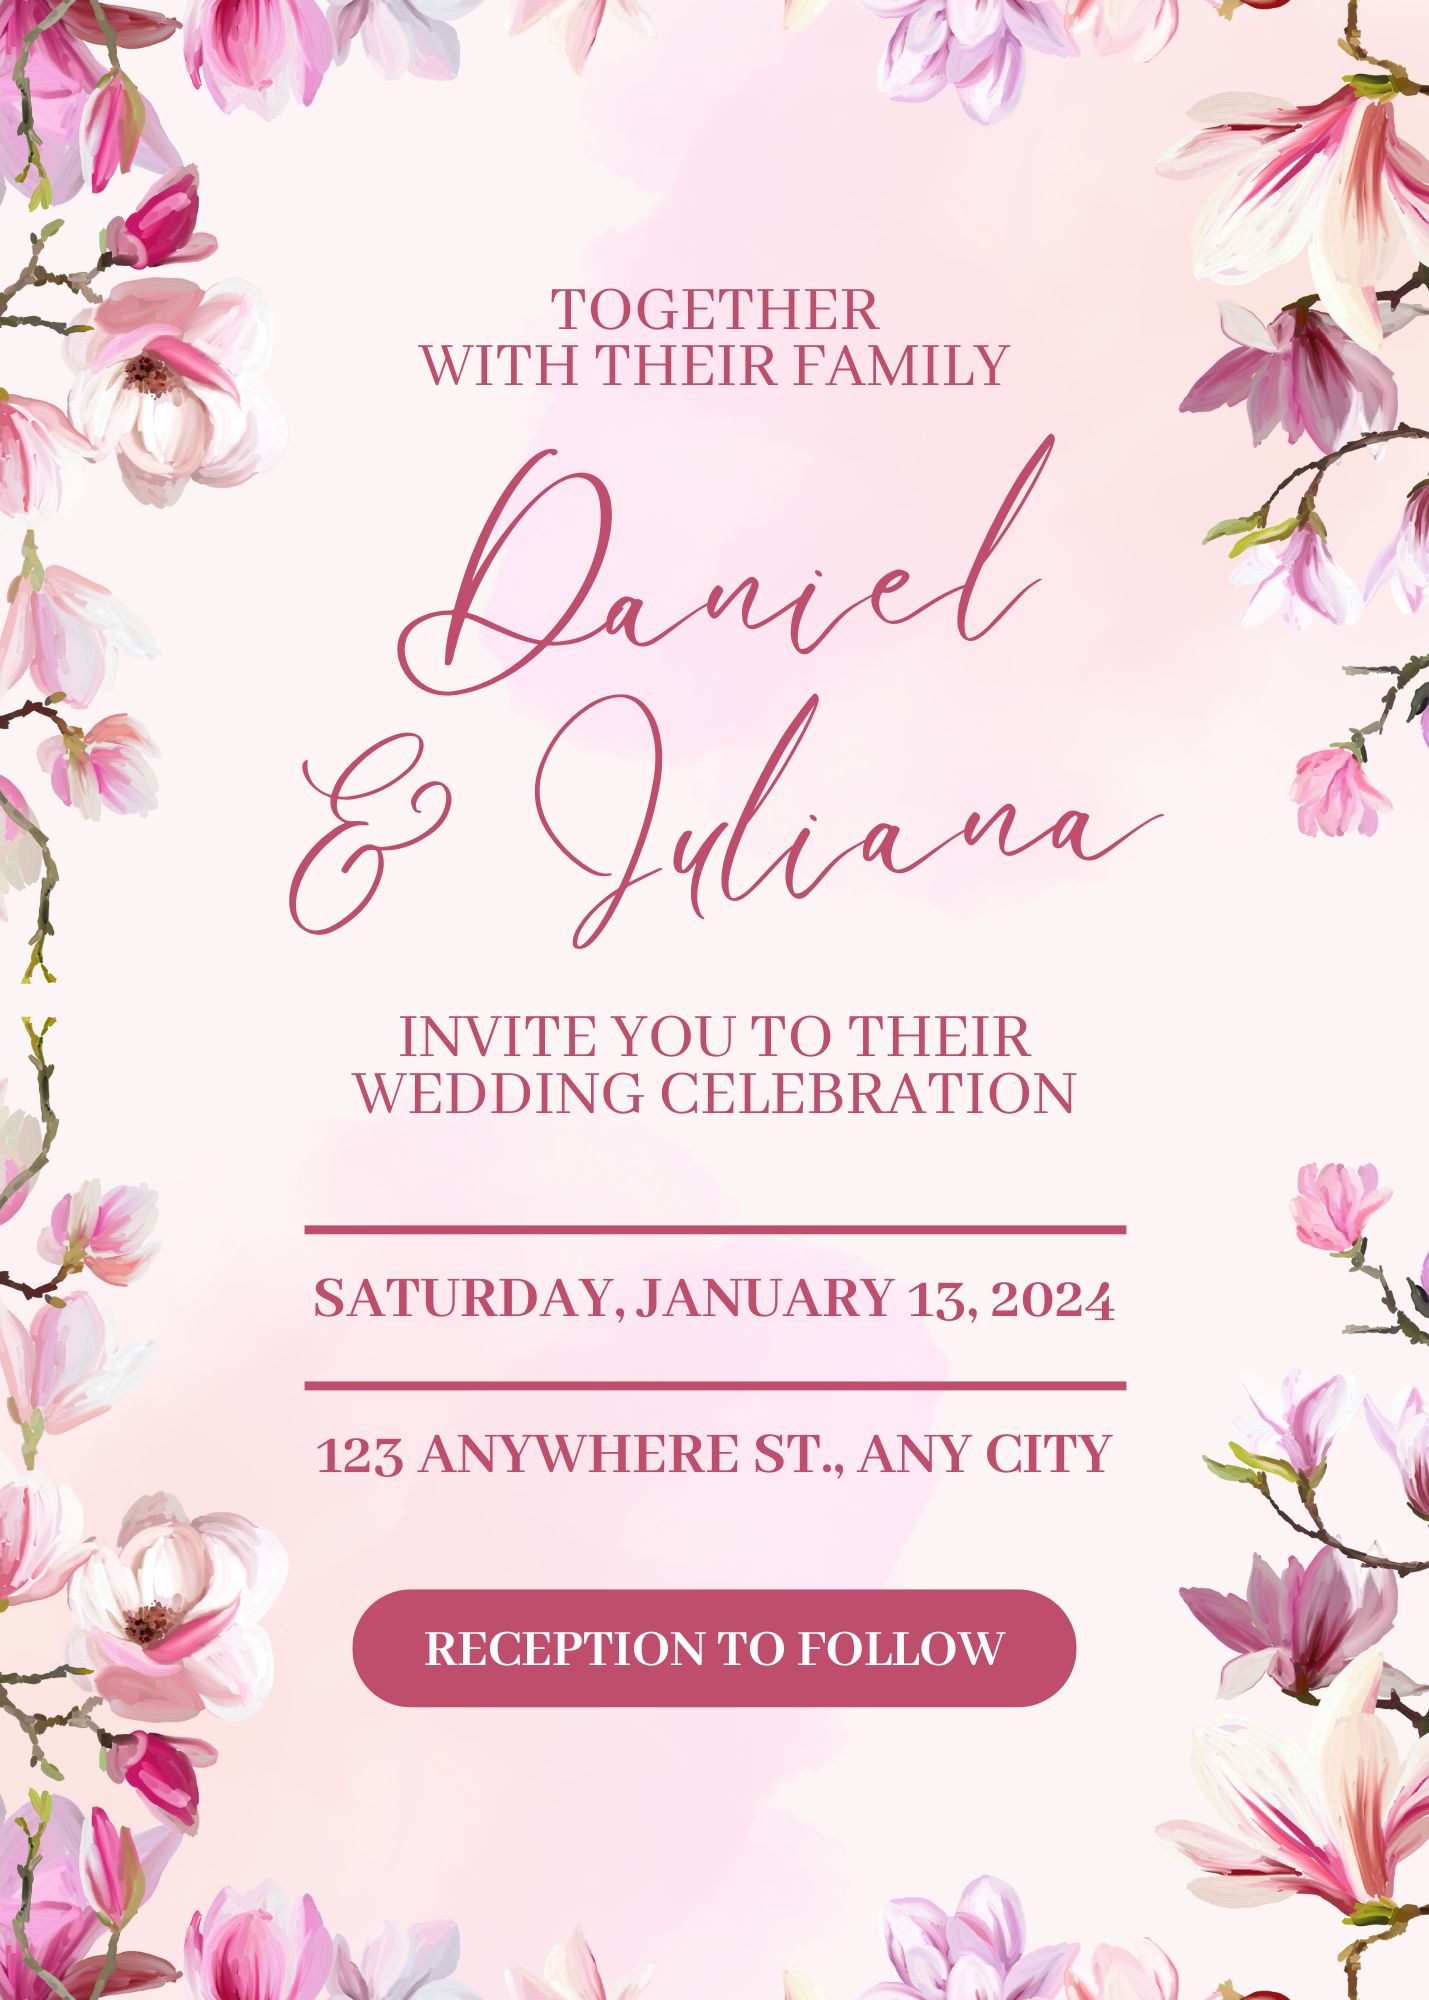 TOGETHER
WITH THEIR FAMILY
Daniel
& Juliana
INVITE YOU TO THEIR
WEDDING CELEBRATION
SATURDAY, JANUARY 13, 2024
123 ANYWHERE ST., ANY CITY
RECEPTION TO FOLLOW